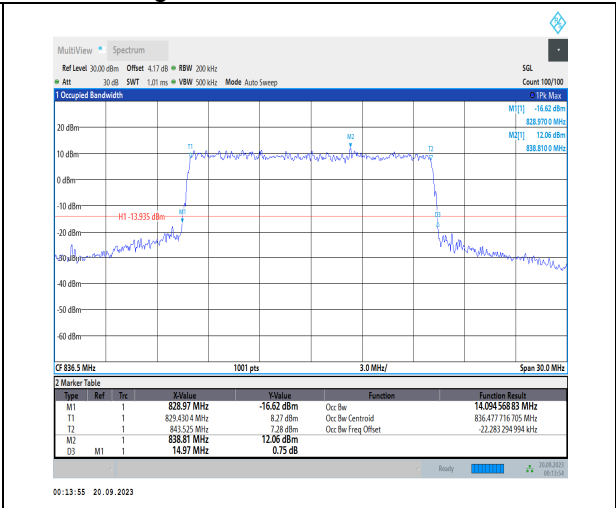 MultiView Spectrum
Ref Level 30.00 dBm Offset 4.17 dB RBW 200 kHz SGL
Att 30 dB SWT 1.01 ms VBW 500 kHz Mode Auto Sweep Count 100/100
1 Occupied Bandwidth 1Pk Max
M1[1] -16.62 dBm
828.970 0 MHz
M2[1] 12.06 dBm
838.810 0 MHz
20 dBm
M2
T1 T2
10 dBm
0 dBm
-10 dBm
M1
H1 -13.935 dBm D3
-20 dBm
-30 dBm
-50 dBm
-60 dBm
CF 836.5 MHz 1001 pts 3.0 MHz/ Span 30.0 MHz
2 Marker Table
Type Ref Trc X-Value Y-Value Function Function Result
M1 1 828.97 MHz -16.62 dBm Occ Bw 14.094 568 83 MHz
T1 1 829.430 4 MHz 8.27 dBm Occ Bw Centroid 836.477 716 705 MHz
T2 1 843.525 MHz 7.28 dBm Occ Bw Freq Offset -22.283 294 994 kHz
M2 1 838.81 MHz 12.06 dBm
D3 M1 1 14.97 MHz 0.75 dB
Ready 20.09.2023
00:13:54
00:13:55 20.09.2023